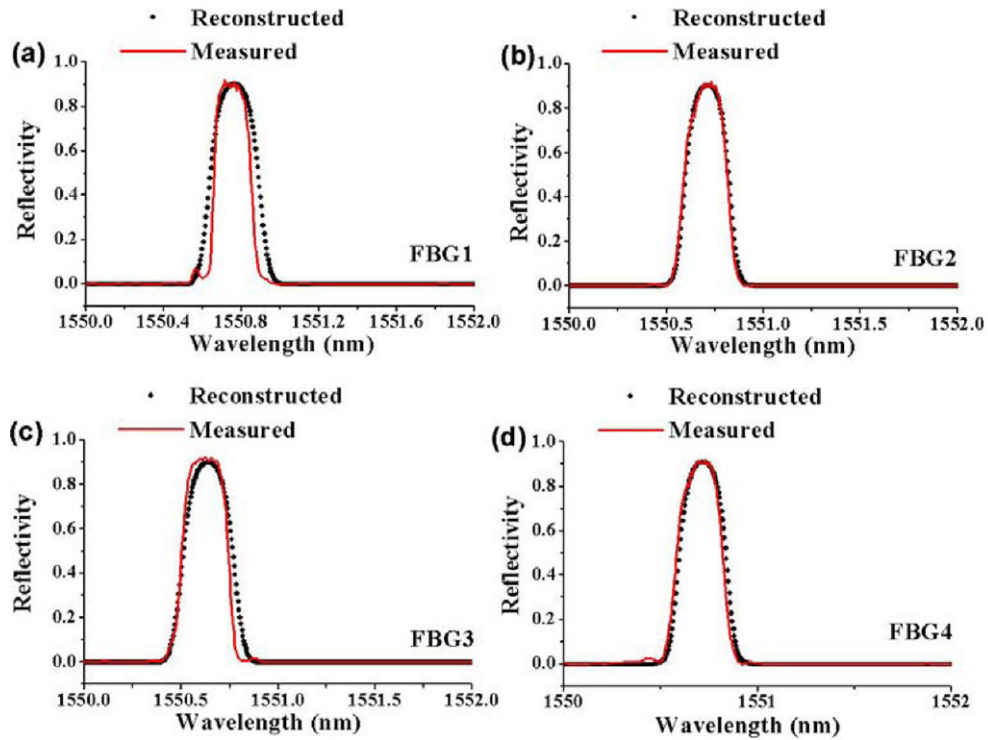 Reconstructed
Measured
(a)
1.0
0.8
0.6
0.4
0.2
0.0
Reflectivity
FBG1
1550.0 1550.4 1550.8 1551.2 1551.6 1552.0
Wavelength (nm)
Reconstructed
Measured
(b)
1.0
0.8
0.6
0.4
0.2
0.0
Reflectivity
FBG2
1550.0 1550.5 1551.0 1551.5 1552.0
Wavelength (nm)
Reconstructed
Measured
(c)
1.0
0.8
0.6
0.4
0.2
0.0
Reflectivity
FBG3
1550.0 1550.5 1551.0 1551.5 1552.0
Wavelength (nm)
Reconstructed
Measured
(d)
1.0
0.8
0.6
0.4
0.2
0.0
Reflectivity
FBG4
1550 1551 1552
Wavelength (nm)